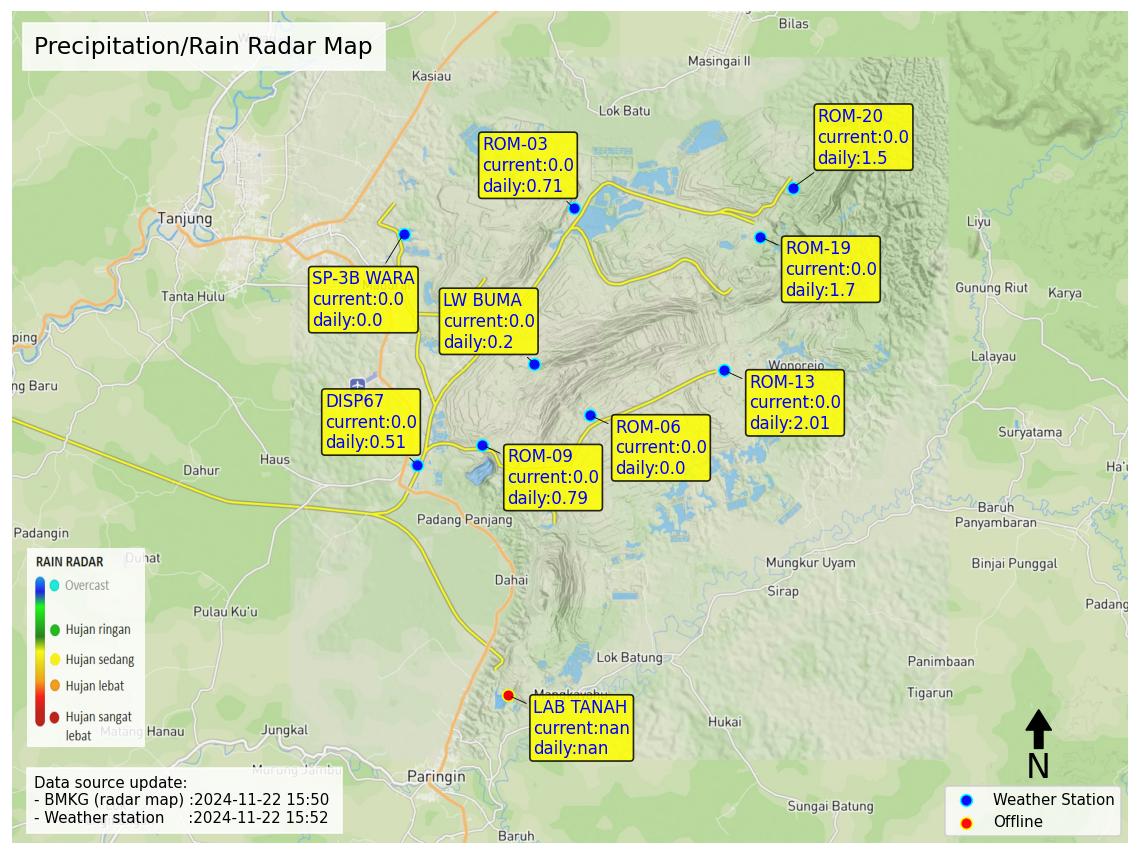 Precipitation/Rain Radar Map
Bilas
Masingai II
Kasiau
Lok Batu
ROM-20
current:0.0
daily:1.5
ROM-03
current:0.0
daily:0.71
Tanjung
Liyu
ROM-19
current:0.0
daily:1.7
SP-3B WARA
current:0.0
daily:0.0
Tanta Hulu
LW BUMA
current:0.0
daily:0.2
Gunung Riut
Karya
ping
Lalayau
Wonorejo
ng Baru
ROM-13
current:0.0
daily:2.01
DISP67
current:0.0
daily:0.51
ROM-06
current:0.0
daily:0.0
Suryatama
Haus
Dahur
ROM-09
current:0.0
daily:0.79
Ha'u
Baruh
Panyambaran
Padang Panjang
Padangin
Duhat
Mungkur Uyam
Binjai Punggal
RAIN RADAR
Overcast
Hujan ringan
Hujan sedang
Hujan lebat
Hujan sangat
lebat
Dahai
Sirap
Padang
Pulau Ku'u
Lok Batung
Panimbaan
Tigarun
LAB TANAH
current:nan
daily:nan
Hukai
Matang Hanau
Jungkal
Murung Jambu
Paringin
N
Data source update:
- BMKG (radar map) :2024-11-22 15:50
- Weather station :2024-11-22 15:52
Sungai Batung
Baruh
Weather Station
Offline